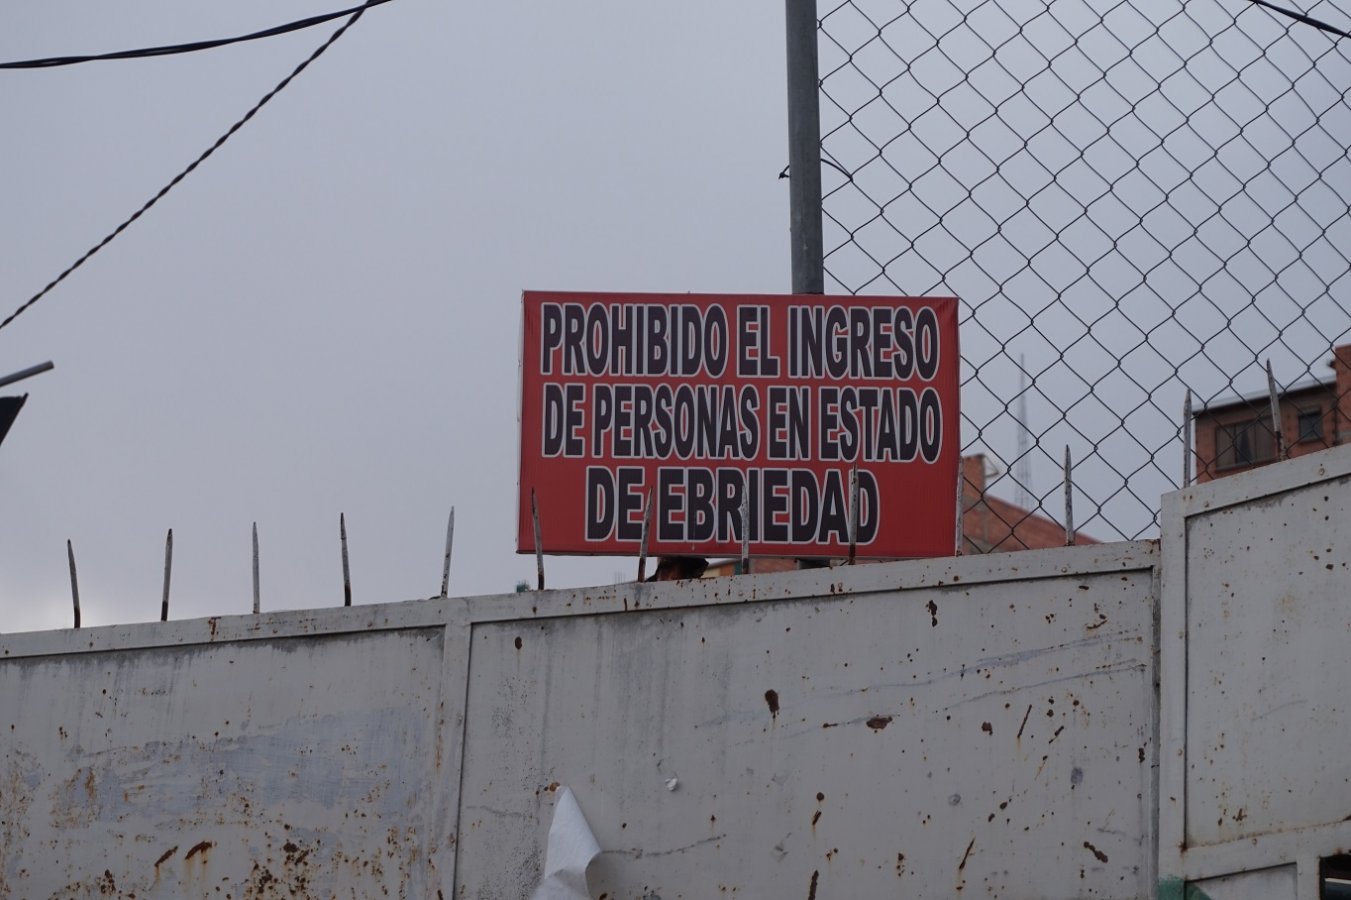 PROHIBIDO EL INGRESO
DE PERSONAS EN ESTADO
DE EBRIEDAD